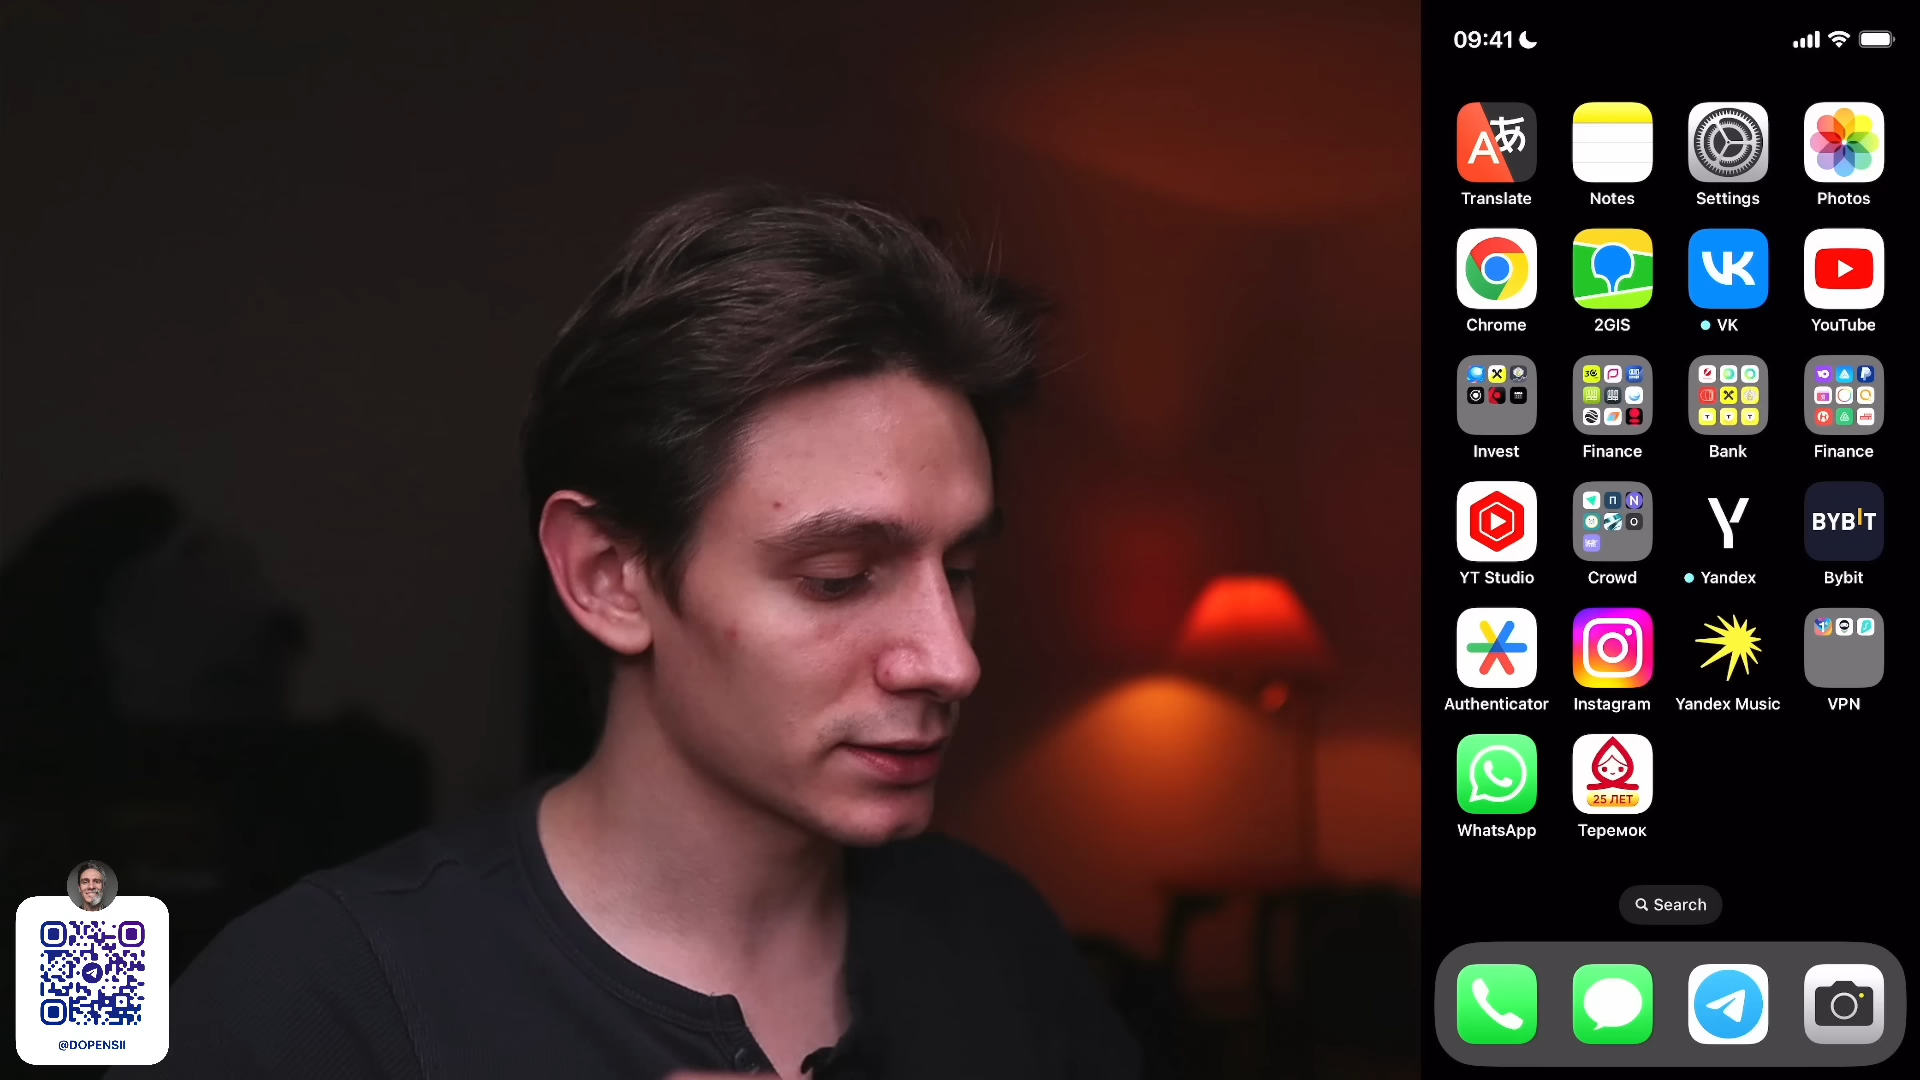 09:41
Translate
Notes
Settings
Photos
Chrome
2GIS
VK
YouTube
Invest
Finance
Bank
Finance
YT Studio
Crowd
BYBIT
Yandex
Bybit
Authenticator
Instagram
Yandex Music
VPN
25 ЛЕТ
WhatsApp
Теремок
Search
@DOPENSII